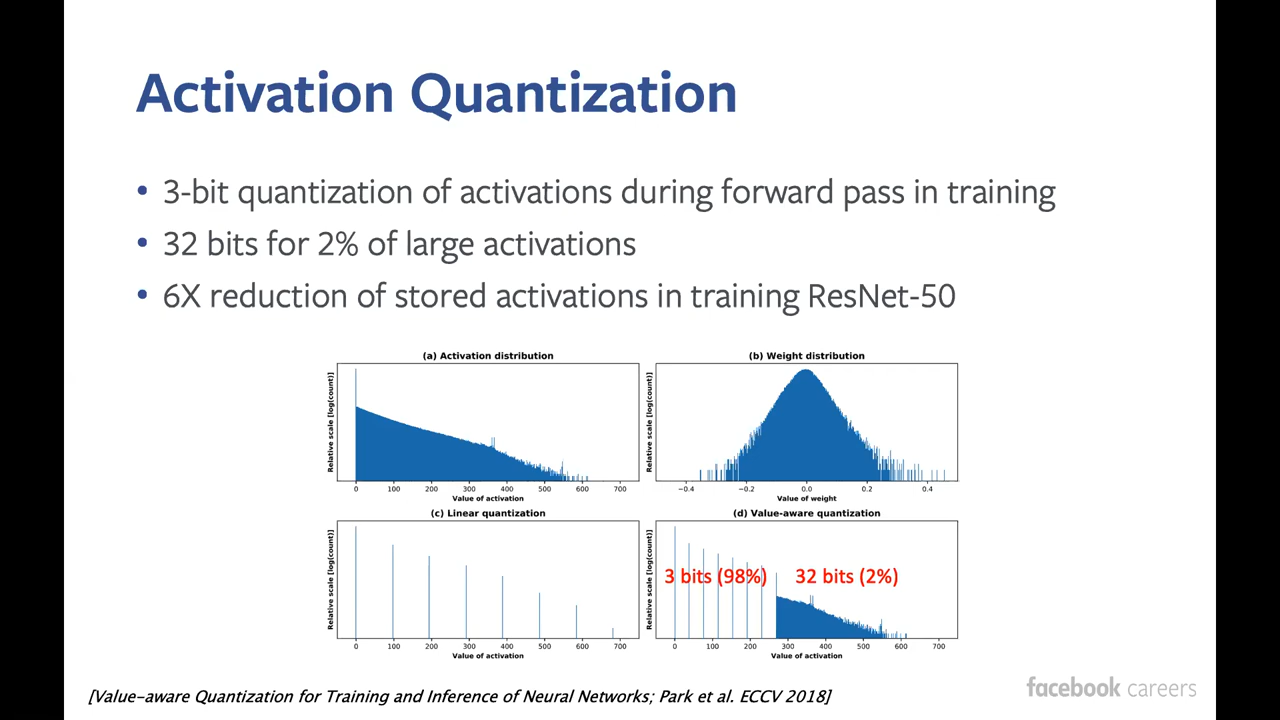 Activation Quantization
• 3-bit quantization of activations during forward pass in training
• 32 bits for 2% of large activations
• 6X reduction of stored activations in training ResNet-50
(a) Activation distribution
Relative scale [log(count)]
0 100 200 300 400 500 600 700
Value of activation
(b) Weight distribution
Relative scale [log(count)]
−0.4 −0.2 0.0 0.2 0.4
Value of weight
(c) Linear quantization
Relative scale [log(count)]
0 100 200 300 400 500 600 700
Value of activation
(d) Value-aware quantization
Relative scale [log(count)]
3 bits (98%) 32 bits (2%)
0 100 200 300 400 500 600 700
Value of activation
[Value-aware Quantization for Training and Inference of Neural Networks; Park et al. ECCV 2018]
facebook careers